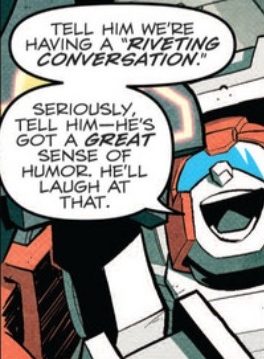 TELL HIM WE'RE
HAVING A "RIVETING
CONVERSATION."
SERIOUSLY,
TELL HIM—HE'S
GOT A GREAT
SENSE OF
HUMOR. HE'LL
LAUGH AT
THAT.